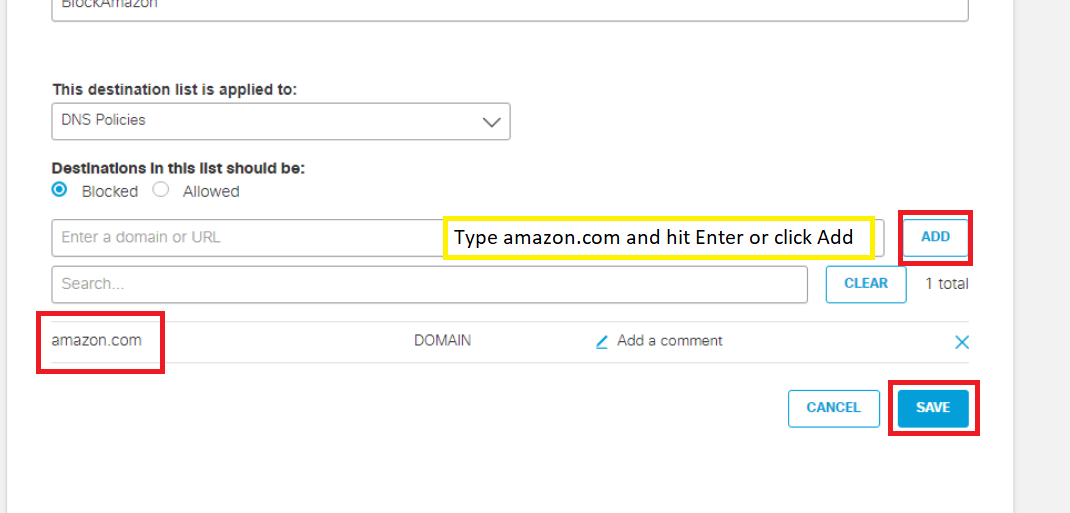 BlockAmazon
This destination list is applied to:
DNS Policies
Destinations in this list should be:
Blocked Allowed
Enter a domain or URL Type amazon.com and hit Enter or click Add ADD
Search... CLEAR 1 total
amazon.com DOMAIN Add a comment
CANCEL SAVE